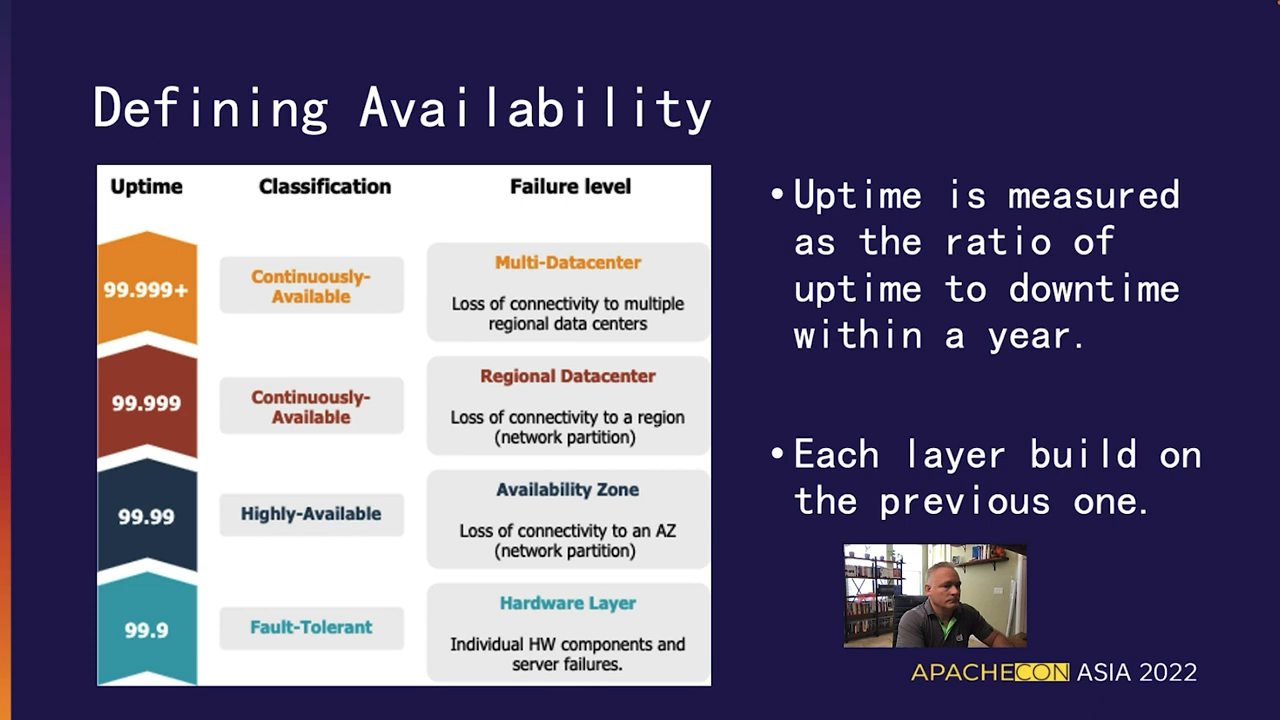 Defining Availability
Uptime Classification Failure level
99.999+
Continuously-
Available
Multi-Datacenter
Loss of connectivity to multiple
regional data centers
99.999
Continuously-
Available
Regional Datacenter
Loss of connectivity to a region
(network partition)
99.99
Highly-Available
Availability Zone
Loss of connectivity to an AZ
(network partition)
99.9
Fault-Tolerant
Hardware Layer
Individual HW components and
server failures.
• Uptime is measured
as the ratio of
uptime to downtime
within a year.
• Each layer build on
the previous one.
APACHECON ASIA 2022